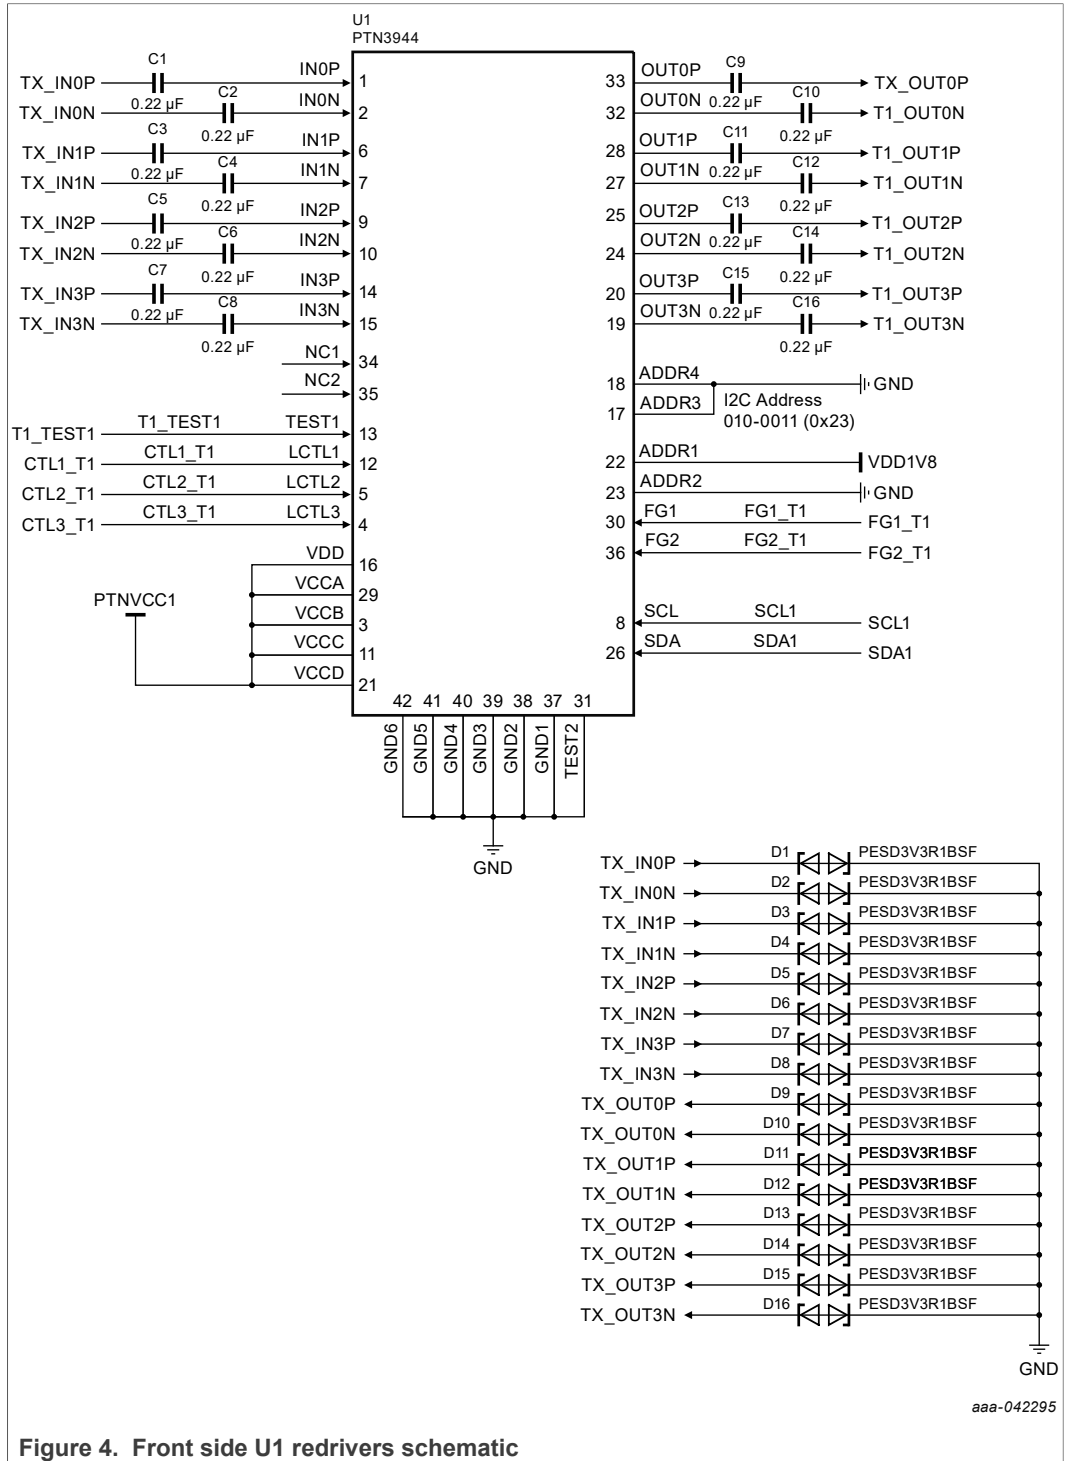 U1
PTN3944
TX_IN0P C1 0.22 µF IN0P 1
TX_IN0N C2 0.22 µF IN0N 2
TX_IN1P C3 0.22 µF IN1P 6
TX_IN1N C4 0.22 µF IN1N 7
TX_IN2P C5 0.22 µF IN2P 9
TX_IN2N C6 0.22 µF IN2N 10
TX_IN3P C7 0.22 µF IN3P 14
TX_IN3N C8 0.22 µF IN3N 15
NC1 34
NC2 35
T1_TEST1 T1_TEST1 TEST1 13
CTL1_T1 CTL1_T1 LCTL1 12
CTL2_T1 CTL2_T1 LCTL2 5
CTL3_T1 CTL3_T1 LCTL3 4
VDD 16
VCCA 29
PTNVCC1
VCCB 3
VCCC 11
VCCD 21
33 OUT0P C9 0.22 µF TX_OUT0P
32 OUT0N C10 0.22 µF T1_OUT0N
28 OUT1P C11 0.22 µF T1_OUT1P
27 OUT1N C12 0.22 µF T1_OUT1N
25 OUT2P C13 0.22 µF T1_OUT2P
24 OUT2N C14 0.22 µF T1_OUT2N
20 OUT3P C15 0.22 µF T1_OUT3P
19 OUT3N C16 0.22 µF T1_OUT3N
18 ADDR4 GND
17 ADDR3
I2C Address
010-0011 (0x23)
22 ADDR1 VDD1V8
23 ADDR2 GND
30 FG1 FG1_T1 FG1_T1
36 FG2 FG2_T1 FG2_T1
8 SCL SCL1 SCL1
26 SDA SDA1 SDA1
42 41 40 39 38 37 31
GND6 GND5 GND4 GND3 GND2 GND1 TEST2
GND
TX_IN0P D1 PESD3V3R1BSF
TX_IN0N D2 PESD3V3R1BSF
TX_IN1P D3 PESD3V3R1BSF
TX_IN1N D4 PESD3V3R1BSF
TX_IN2P D5 PESD3V3R1BSF
TX_IN2N D6 PESD3V3R1BSF
TX_IN3P D7 PESD3V3R1BSF
TX_IN3N D8 PESD3V3R1BSF
TX_OUT0P D9 PESD3V3R1BSF
TX_OUT0N D10 PESD3V3R1BSF
TX_OUT1P D11 PESD3V3R1BSF
TX_OUT1N D12 PESD3V3R1BSF
TX_OUT2P D13 PESD3V3R1BSF
TX_OUT2N D14 PESD3V3R1BSF
TX_OUT3P D15 PESD3V3R1BSF
TX_OUT3N D16 PESD3V3R1BSF
GND
aaa-042295
Figure 4. Front side U1 redrivers schematic